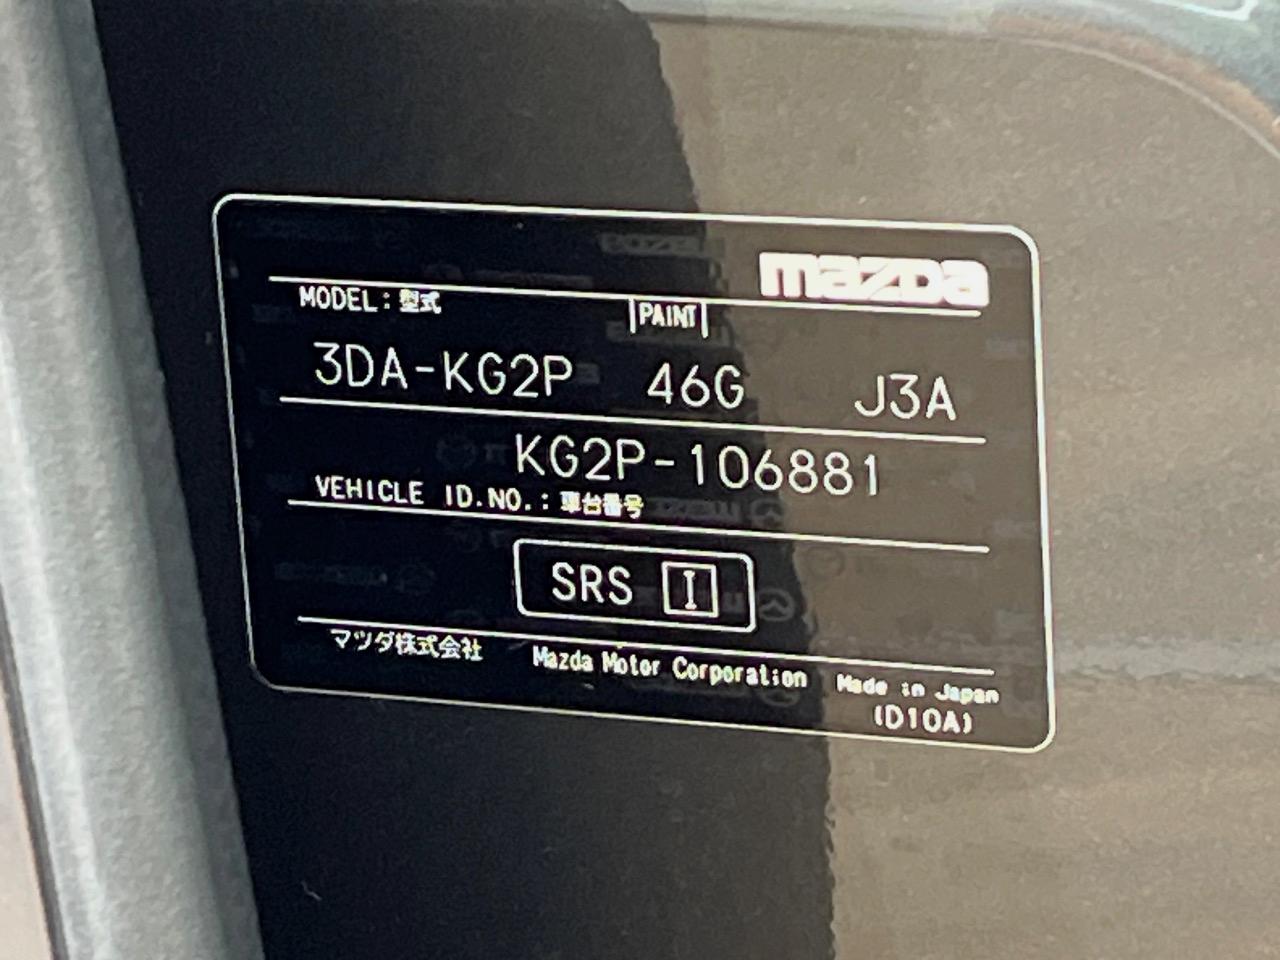 mazda
MODEL:型式 PAINT
3DA-KG2P 46G J3A
KG2P-106881
VEHICLE ID.NO.:車台番号
SRS I
マツダ株式会社 Mazda Motor Corporation Made in Japan
(D10A)